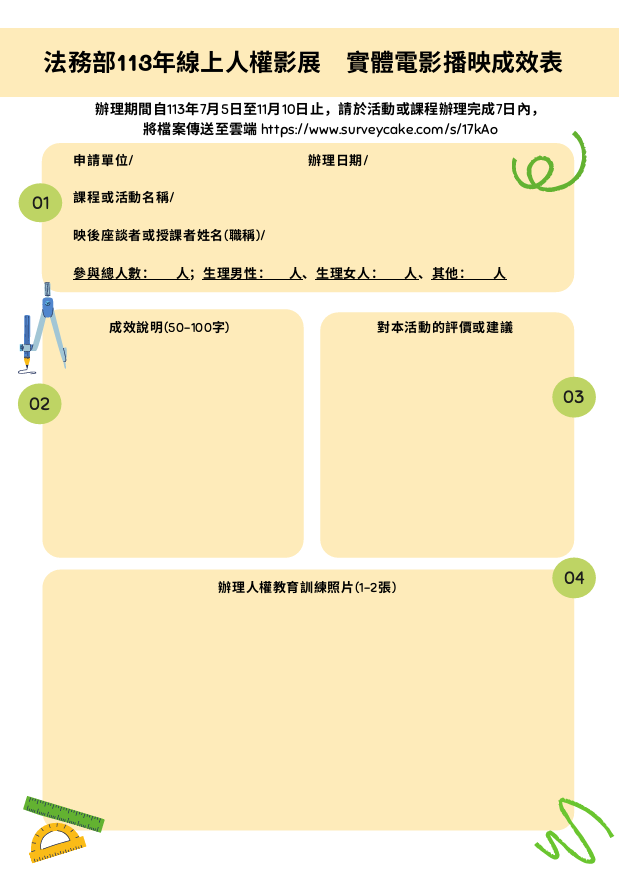 法務部113年線上人權影展　實體電影播映成效表
辦理期間自113年7月5日至11月10日止，請於活動或課程辦理完成7日內，
將檔案傳送至雲端 https://www.surveycake.com/s/17kAo
申請單位/　辦理日期/
01
課程或活動名稱/
映後座談者或授課者姓名(職稱)/
參與總人數：　人；生理男性：　人、生理女人：　人、其他：　人
成效說明(50-100字)
02
對本活動的評價或建議
03
辦理人權教育訓練照片(1-2張)
04